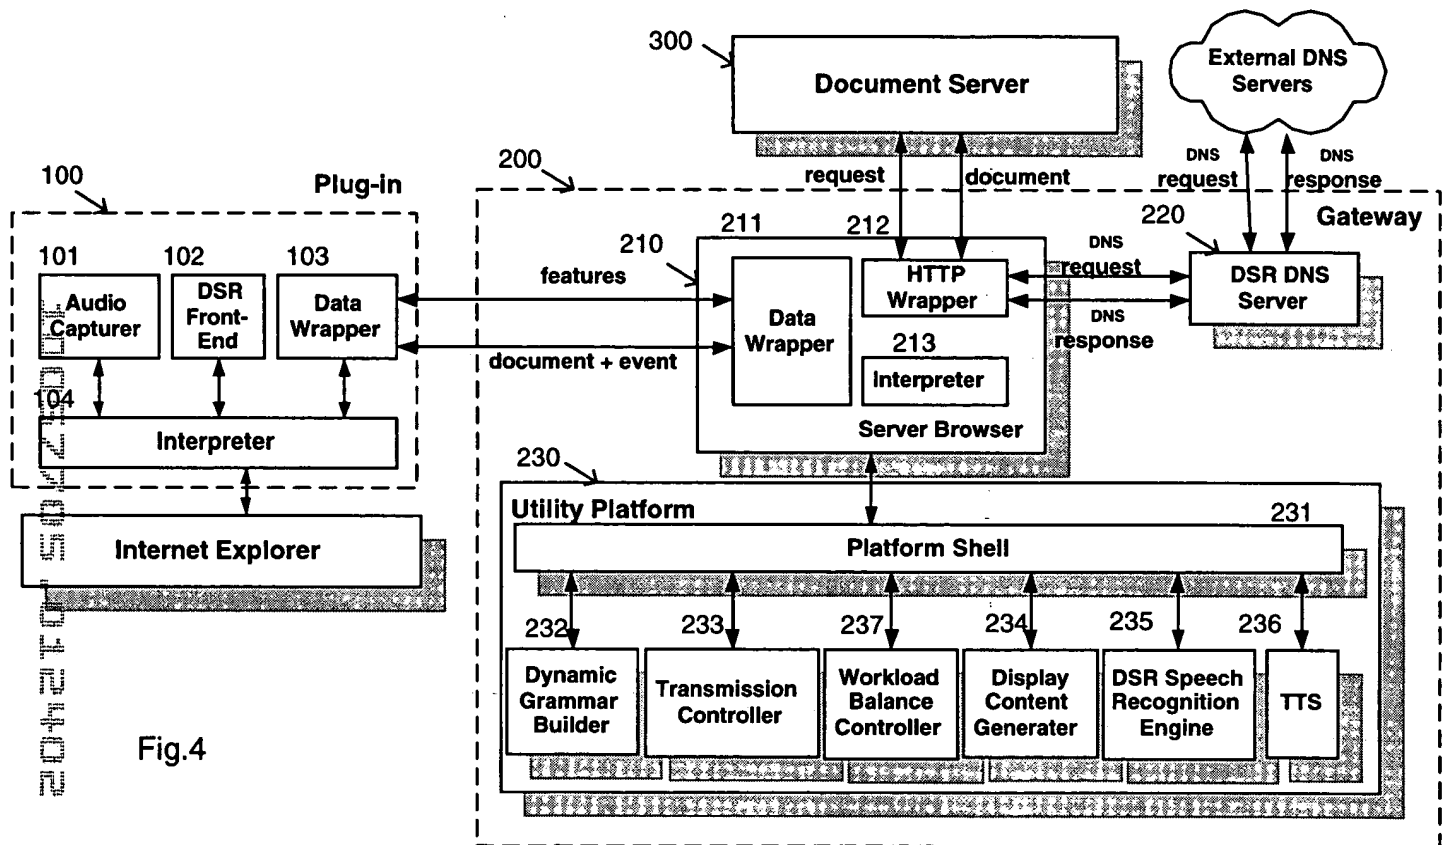 300
Document Server
External DNS
Servers
request
document
DNS
request
DNS
response
100
Plug-in
200
Gateway
101
102
103
Audio
Capturer
DSR
Front-
End
Data
Wrapper
104
Interpreter
Internet Explorer
features
document + event
210
211
212
Data
Wrapper
HTTP
Wrapper
213
Interpreter
Server Browser
DNS
request
DNS
response
220
DSR DNS
Server
230
Utility Platform
231
Platform Shell
232
233
237
234
235
236
Dynamic
Grammar
Builder
Transmission
Controller
Workload
Balance
Controller
Display
Content
Generater
DSR Speech
Recognition
Engine
TTS
Fig.4